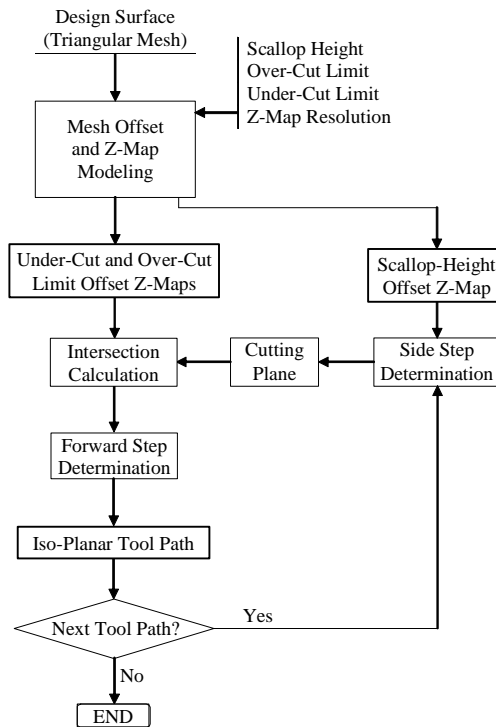 Design Surface
(Triangular Mesh)
Scallop Height
Over-Cut Limit
Under-Cut Limit
Z-Map Resolution
Mesh Offset
and Z-Map
Modeling
Under-Cut and Over-Cut
Limit Offset Z-Maps
Scallop-Height
Offset Z-Map
Intersection
Calculation
Cutting
Plane
Side Step
Determination
Forward Step
Determination
Iso-Planar Tool Path
Next Tool Path?
Yes
No
END